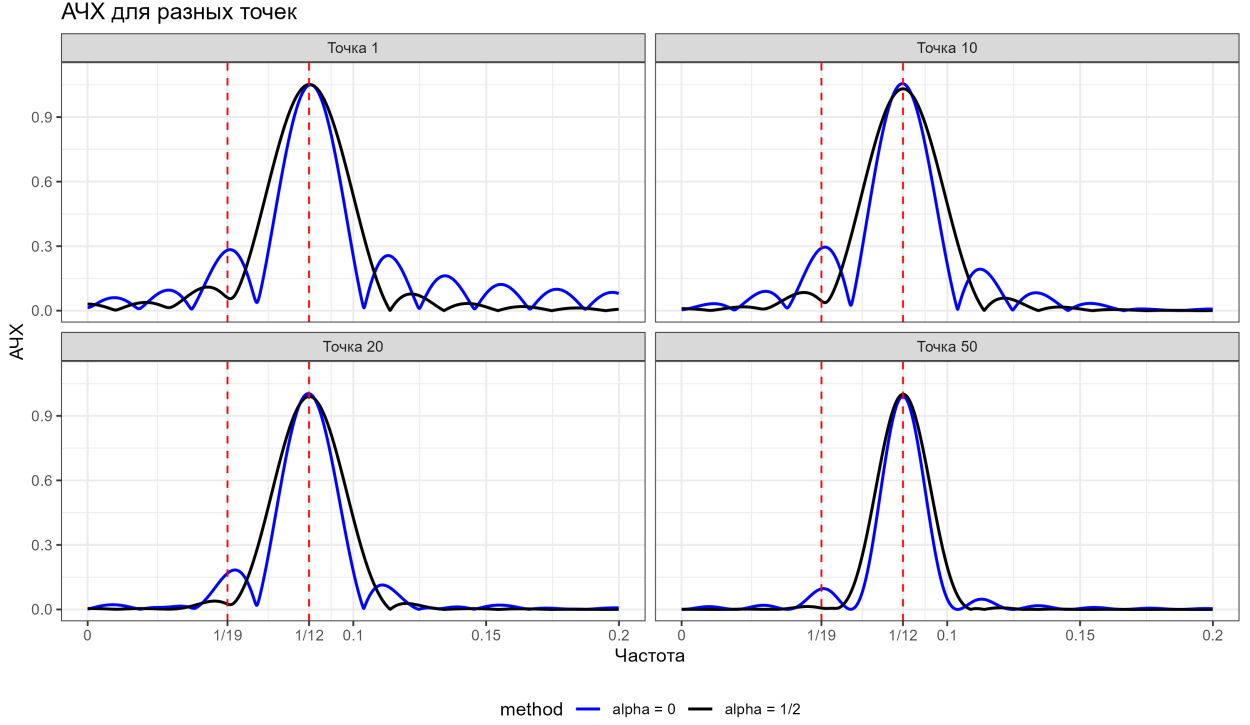 АЧХ для разных точек
Точка 1
Точка 10
0.9
0.6
0.3
0.0
АЧХ
Точка 20
Точка 50
0.9
0.6
0.3
0.0
0 1/19 1/12 0.1 0.15 0.2
0 1/19 1/12 0.1 0.15 0.2
Частота
method alpha = 0 alpha = 1/2